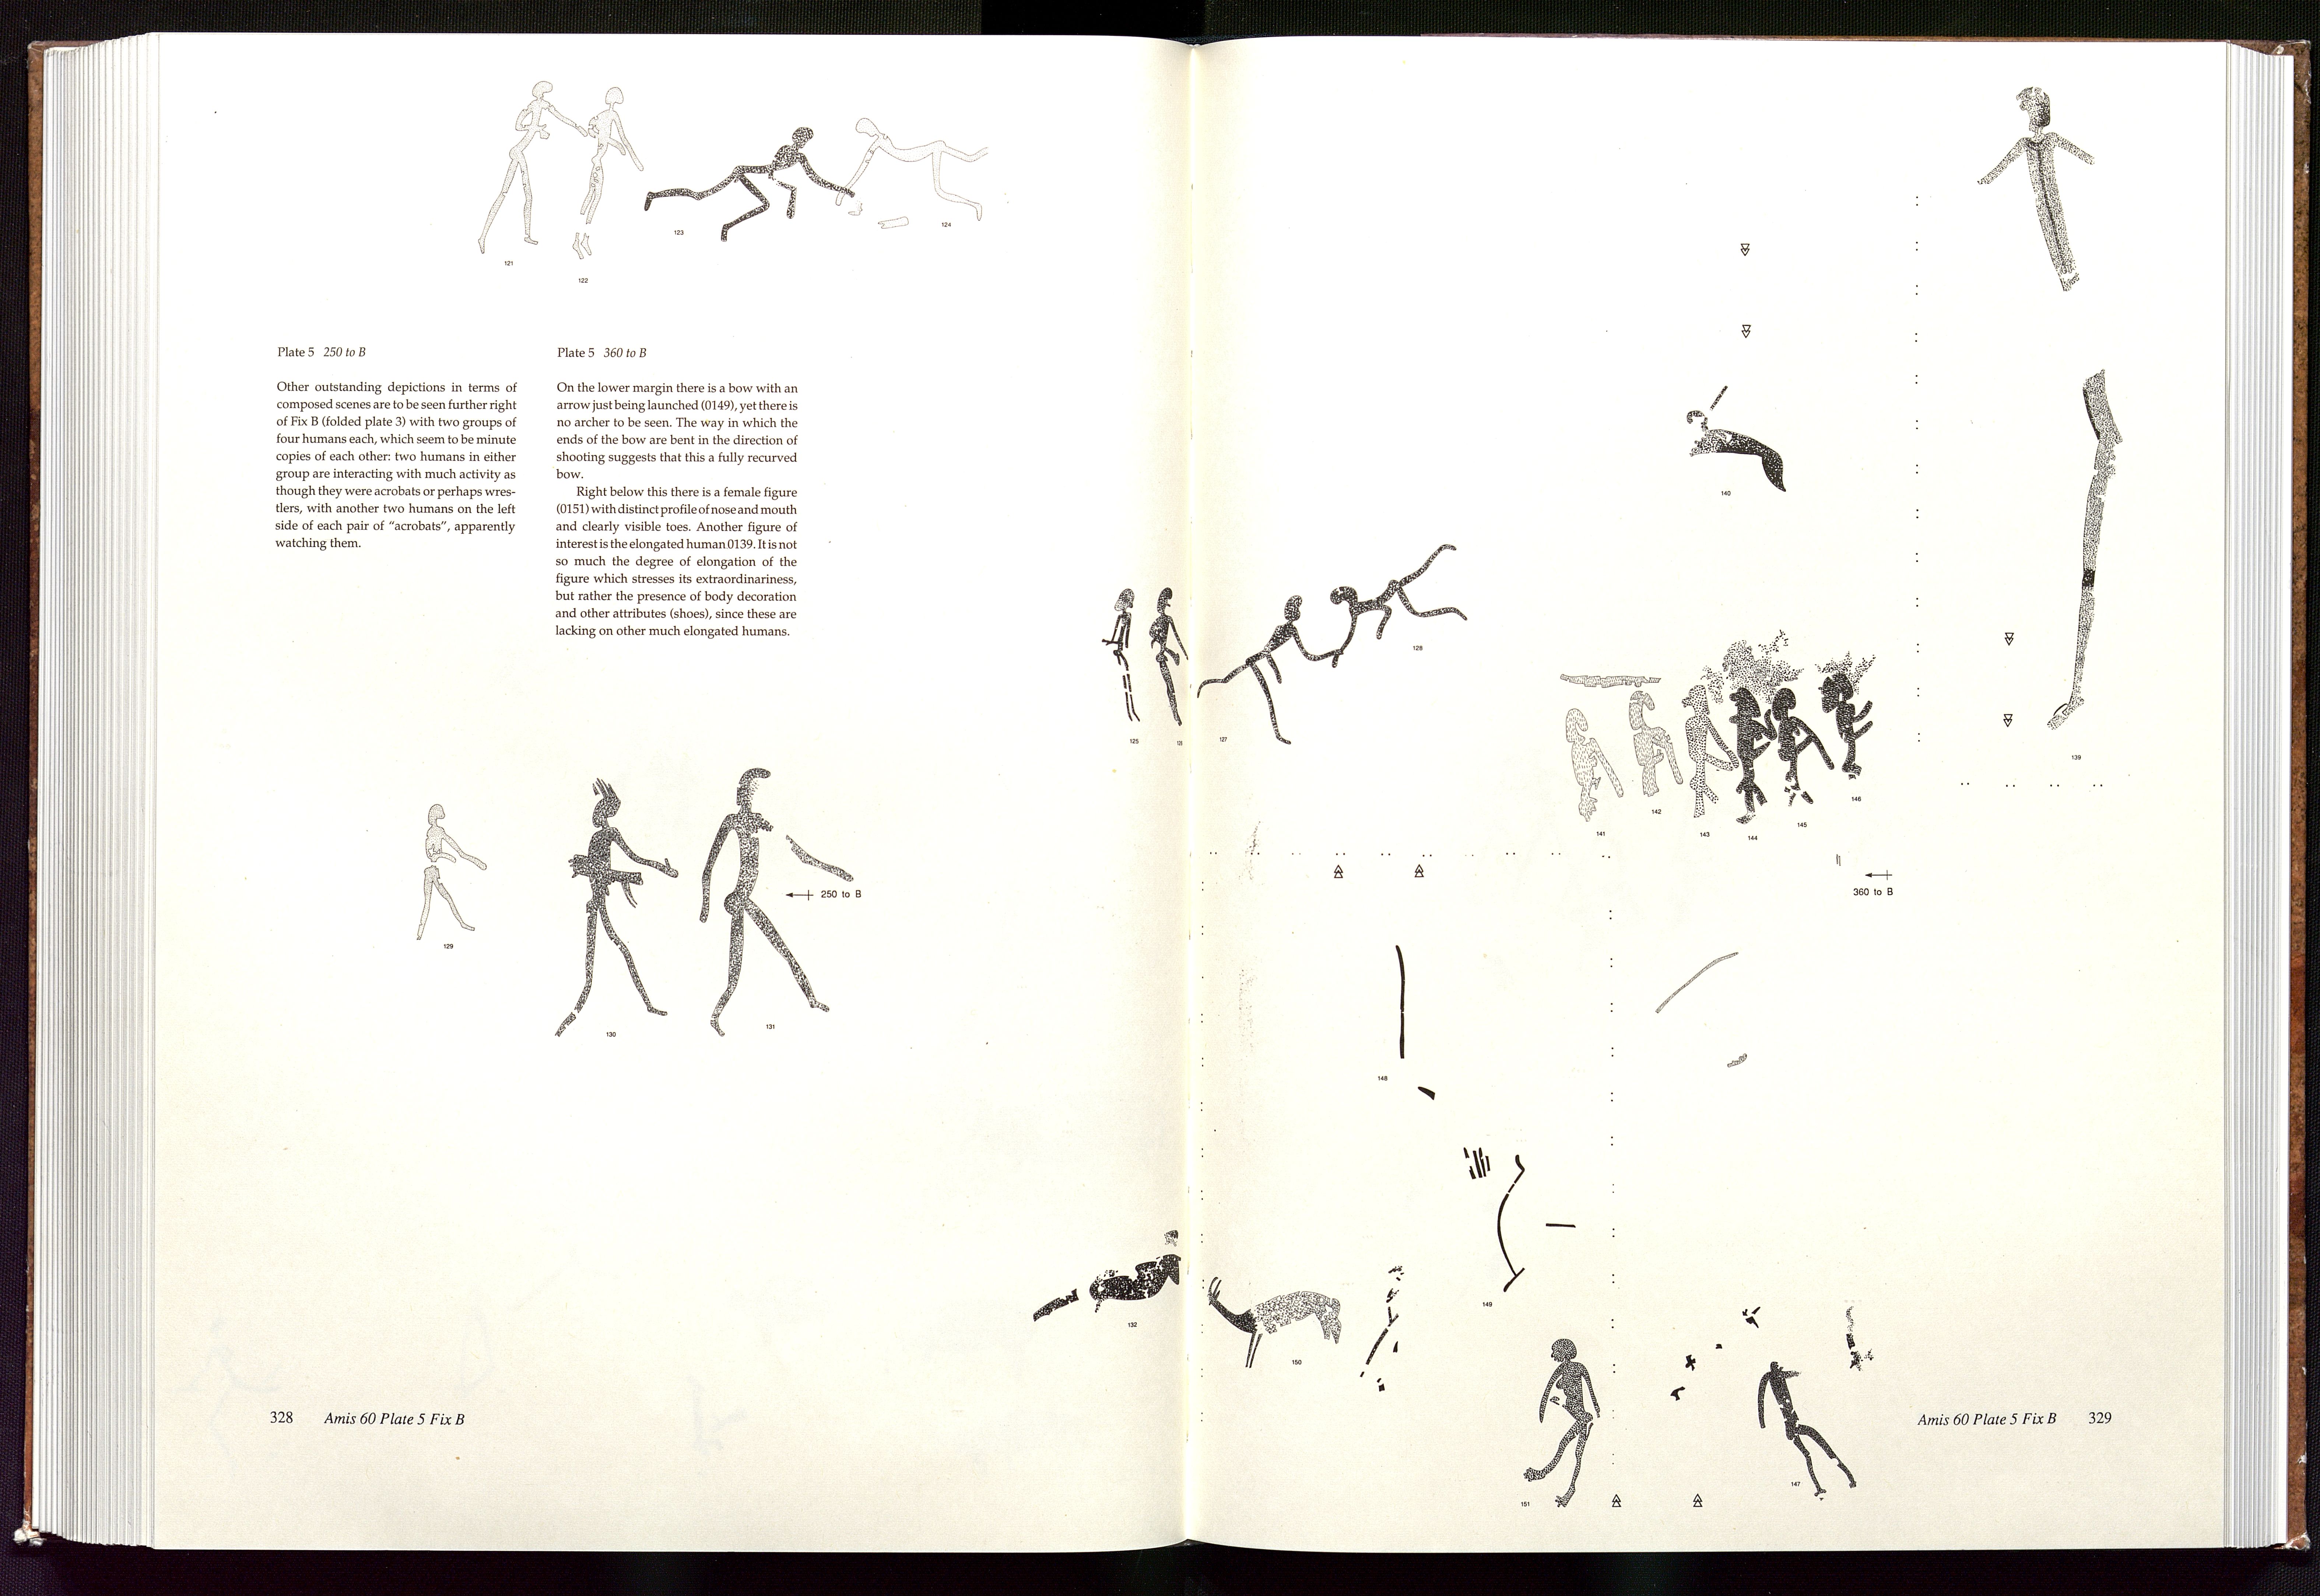 121
122
123
124
Plate 5 250 to B
Other outstanding depictions in terms of
composed scenes are to be seen further right
of Fix B (folded plate 3) with two groups of
four humans each, which seem to be minute
copies of each other: two humans in either
group are interacting with much activity as
though they were acrobats or perhaps wres-
tlers, with another two humans on the left
side of each pair of “acrobats”, apparently
watching them.
Plate 5 360 to B
On the lower margin there is a bow with an
arrow just being launched (0149), yet there is
no archer to be seen. The way in which the
ends of the bow are bent in the direction of
shooting suggests that this a fully recurved
bow.
Right below this there is a female figure
(0151) with distinct profile of nose and mouth
and clearly visible toes. Another figure of
interest is the elongated human 0139. It is not
so much the degree of elongation of the
figure which stresses its extraordinariness,
but rather the presence of body decoration
and other attributes (shoes), since these are
lacking on other much elongated humans.
125
126
129
130
131
250 to B
132
328 Amis 60 Plate 5 Fix B
140
127
128
139
141
142
143
144
145
146
360 to B
148
149
150
151
147
Amis 60 Plate 5 Fix B 329